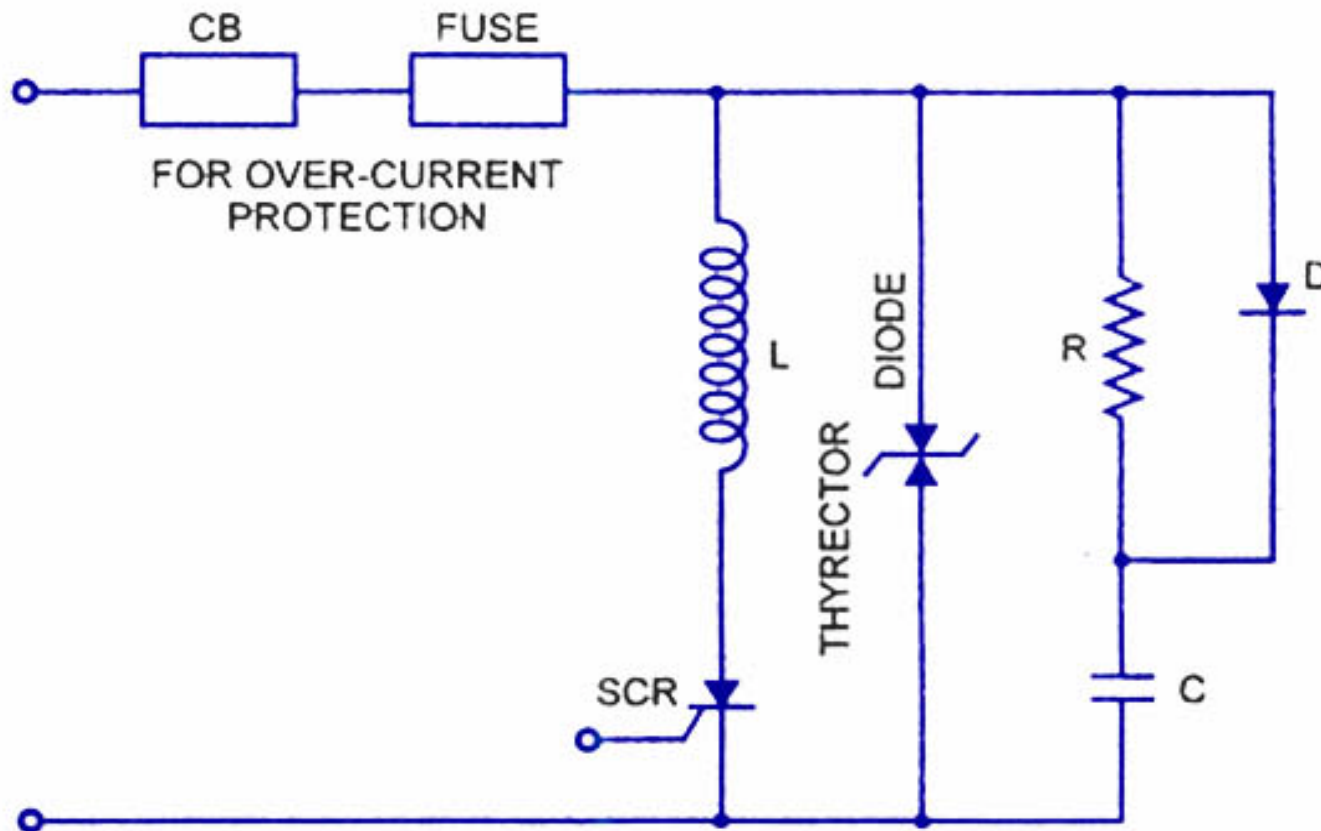 CB
FUSE
FOR OVER-CURRENT
PROTECTION
L
THYRECTOR
DIODE
R
D
SCR
C